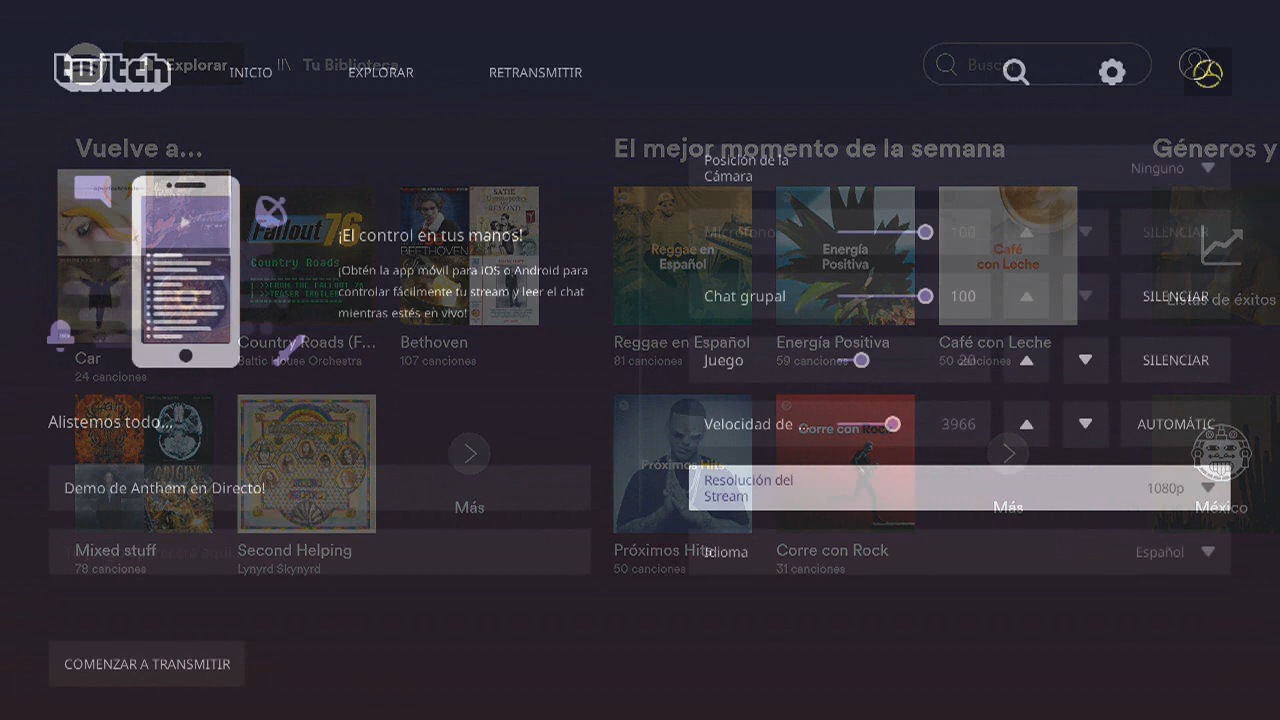 twitch
Explorar
Tu Biblioteca
INICIO
EXPLORAR
RETRANSMITIR
Busc
Vuelve a...
El mejor momento de la semana
Géneros y
Posición de la
Cámara
Ninguno
Micrófono
100
SILENCIAR
¡El control en tus manos!
¡Obtén la app móvil para iOS o Android para
controlar fácilmente tu stream y leer el chat
mientras estés en vivo!
Fallout 76
Country Roads
BEETHOVEN
SATIE
Reggae en
Español
Energía
Positiva
Café
con Leche
Chat grupal
100
SILENCIAR
Listas de éxitos
Car
24 canciones
Country Roads (F...
Baltic House Orchestra
Bethoven
107 canciones
Reggae en Español
81 canciones
Energía Positiva
59 canciones
Café con Leche
50 canciones
Juego
20
SILENCIAR
Alistemos todo...
Velocidad de ...
3966
AUTOMÁTIC
Corre con Rock
Próximos Hits
Demo de Anthem en Directo!
Más
Resolución del
Stream
1080p
Más
México
Mixed stuff
78 canciones
Second Helping
Lynyrd Skynyrd
Próximos Hits
50 canciones
Corre con Rock
31 canciones
Idioma
Español
COMENZAR A TRANSMITIR